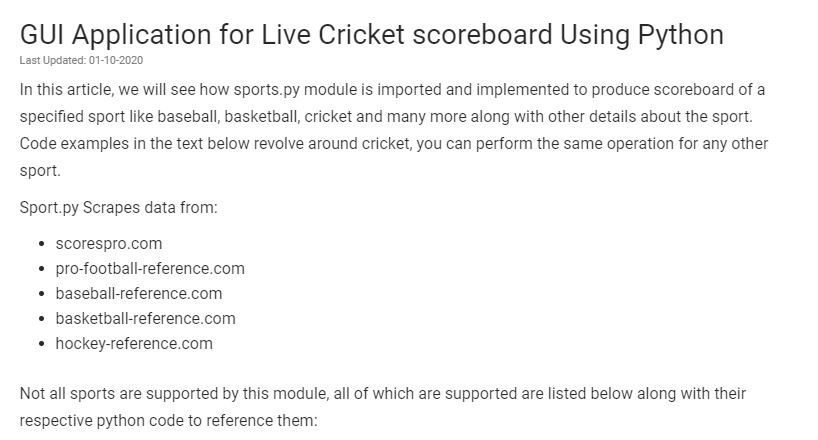 GUI Application for Live Cricket scoreboard Using Python
Last Updated: 01-10-2020
In this article, we will see how sports.py module is imported and implemented to produce scoreboard of a
specified sport like baseball, basketball, cricket and many more along with other details about the sport.
Code examples in the text below revolve around cricket, you can perform the same operation for any other
sport.
Sport.py Scrapes data from:
• scorespro.com
• pro-football-reference.com
• baseball-reference.com
• basketball-reference.com
• hockey-reference.com
Not all sports are supported by this module, all of which are supported are listed below along with their
respective python code to reference them: